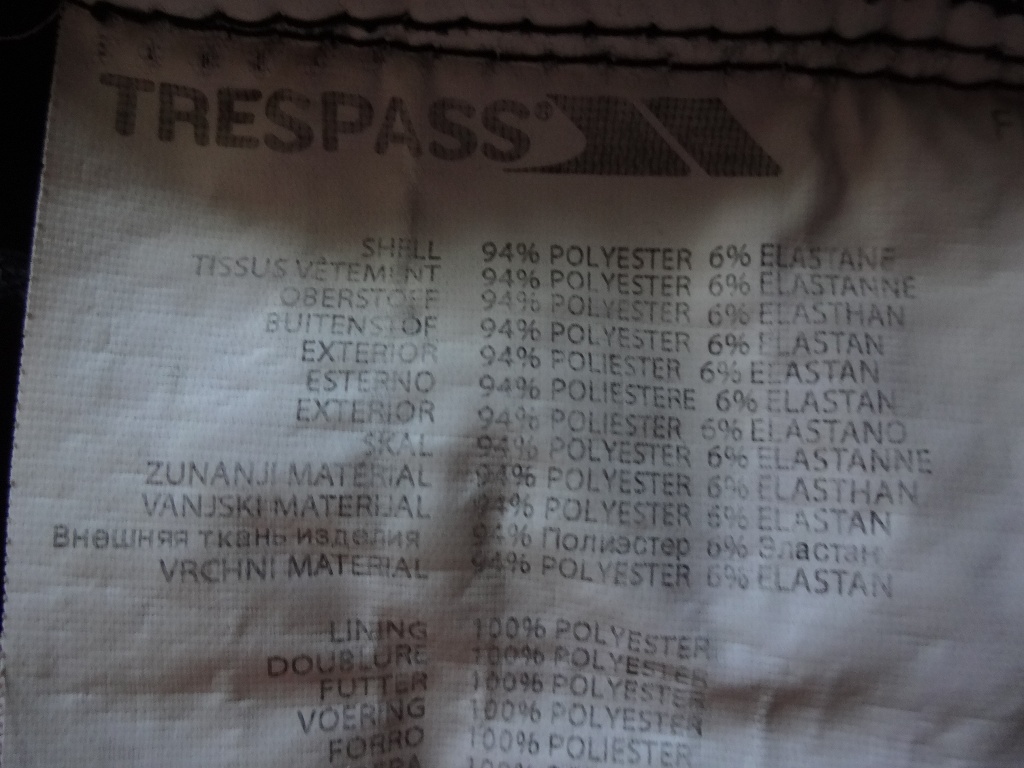 TRESPASS®
SHELL 94% POLYESTER 6% ELASTANE
TISSUS VÊTEMENT 94% POLYESTER 6% ELASTANNE
OBERSTOFF 94% POLYESTER 6% ELASTHAN
BUITENSTOF 94% POLYESTER 6% ELASTAN
EXTERIOR 94% POLIESTER 6% ELASTAN
ESTERNO 94% POLIESTERE 6% ELASTAN
EXTERIOR 94% POLIESTER 6% ELASTANO
SKAL 94% POLYESTER 6% ELASTANNE
ZUNANJI MATERIAL 94% POLYESTER 6% ELASTHAN
VANJSKI MATERIJAL 94% POLYESTER 6% ELASTAN
Внешняя ткань изделия 94% Полиэстер 6% Эластан
VRCHNI MATERIAL 94% POLYESTER 6% ELASTAN
LINING 100% POLYESTER
DOUBLURE 100% POLYESTER
FUTTER 100% POLYESTER
VOERING 100% POLYESTER
FORRO 100% POLIESTER